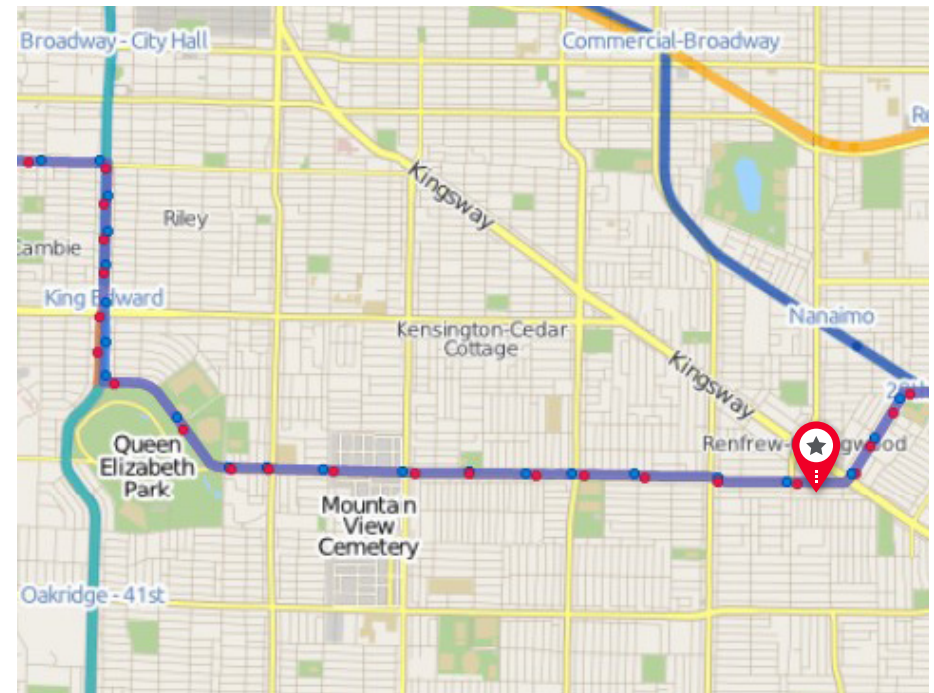 Broadway - City Hall
Commercial-Broadway
Re
Kingsway
Riley
Cambie
King Edward
Nanaimo
Kensington-Cedar
Cottage
Kingsway
Queen
Elizabeth
Park
Mountain
View
Cemetery
Oakridge - 41st